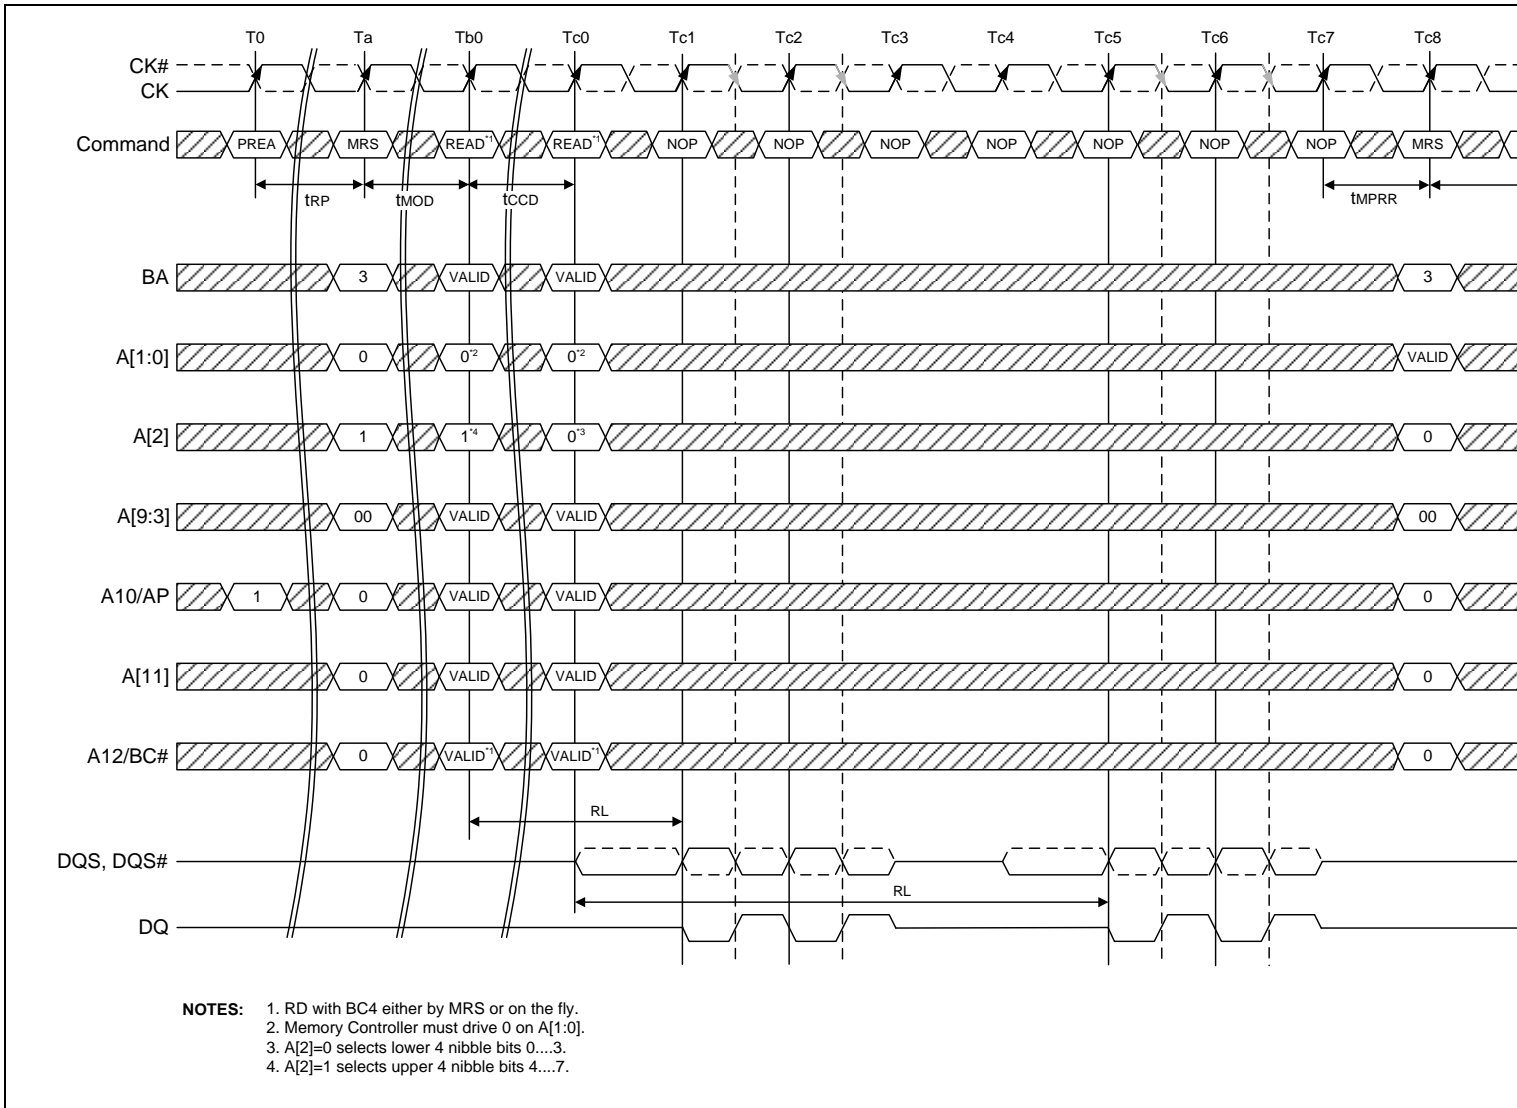 T0 Ta Tb0 Tc0 Tc1 Tc2 Tc3 Tc4 Tc5 Tc6 Tc7 Tc8
CK#
CK
Command PREA MRS READ*1 READ*1 NOP NOP NOP NOP NOP NOP NOP MRS
tRP tMOD tCCD tMPRR
BA 3 VALID VALID 3
A[1:0] 0 0*2 0*2 VALID
A[2] 1 1*4 0*3 0
A[9:3] 00 VALID VALID 00
A10/AP 1 0 VALID VALID 0
A[11] 0 VALID VALID 0
A12/BC# 0 VALID*1 VALID*1 0
RL
DQS, DQS#
RL
DQ
NOTES: 1. RD with BC4 either by MRS or on the fly.
2. Memory Controller must drive 0 on A[1:0].
3. A[2]=0 selects lower 4 nibble bits 0....3.
4. A[2]=1 selects upper 4 nibble bits 4....7.